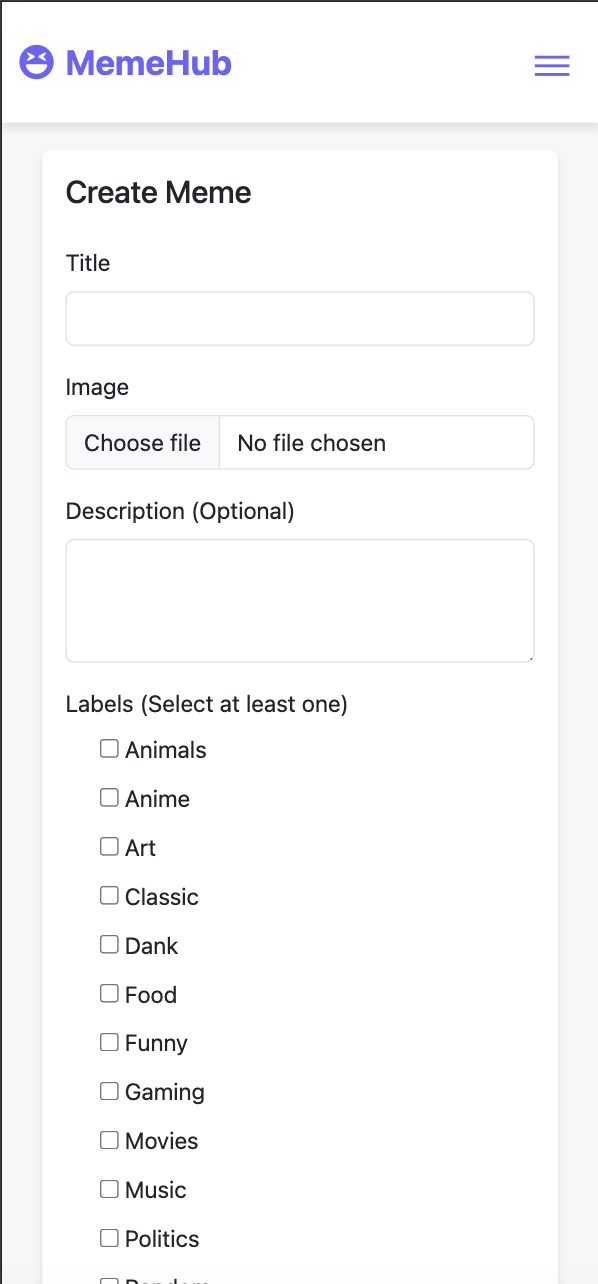 MemeHub
Create Meme
Title
Image
Choose file No file chosen
Description (Optional)
Labels (Select at least one)
Animals
Anime
Art
Classic
Dank
Food
Funny
Gaming
Movies
Music
Politics